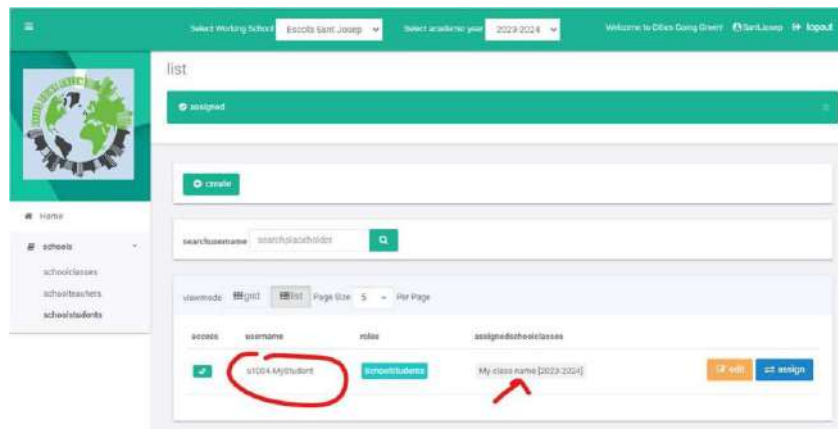 Select Working School Escola Sant Josep Select academic year 2023-2024 Welcome to Cities Going Green! SantJosep logout
list
assigned
create
Home
searchusername searchplaceholder
schools
schoolclasses
viewmode grid list Page Size 5 Per Page
schoolteachers
schoolstudents
access username roles assignedschoolclasses
s1004-MyStudent SchoolStudents My class name [2023-2024] edit assign